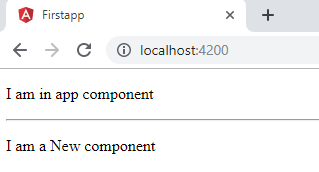 Firstapp
localhost:4200
I am in app component
I am a New component